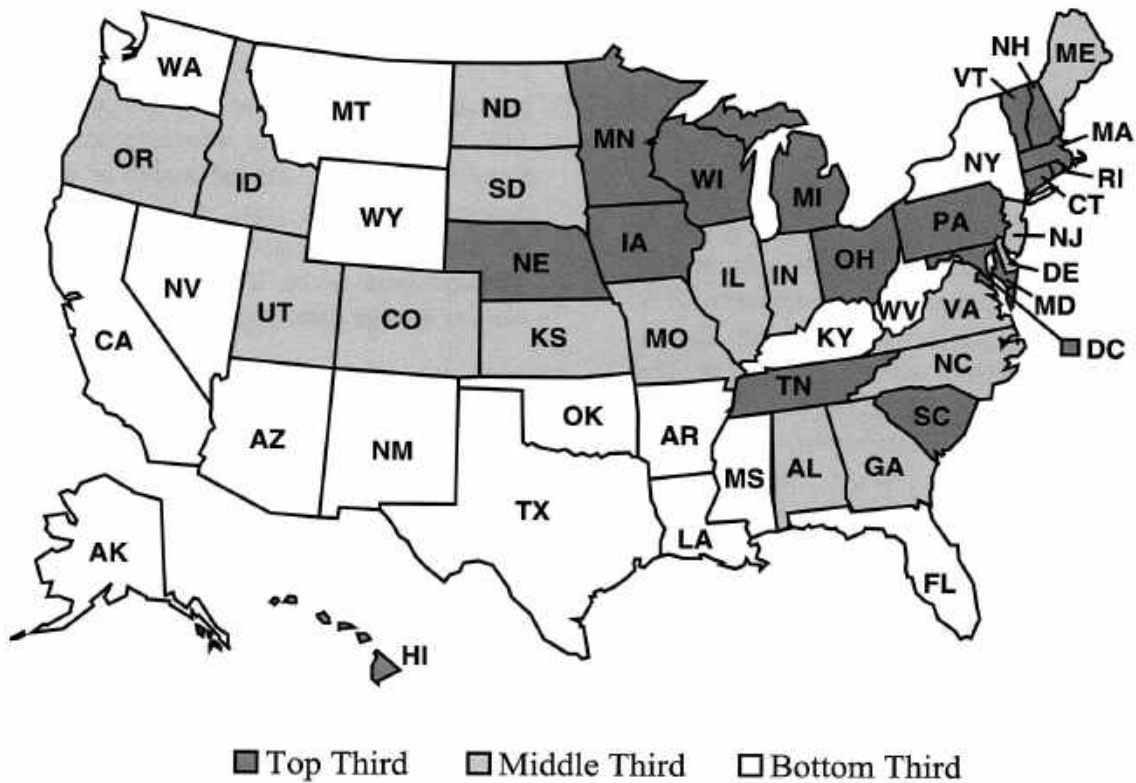 NH
ME
VT
WA
MT
ND
MN
MA
OR
ID
SD
WI
MI
NY
RI
WY
CT
PA
IA
NJ
NE
OH
DE
NV
IL
IN
MD
UT
CO
WV
VA
CA
KS
MO
KY
DC
NC
TN
OK
SC
AZ
NM
AR
MS
AL
GA
TX
LA
AK
FL
HI
Top Third
Middle Third
Bottom Third